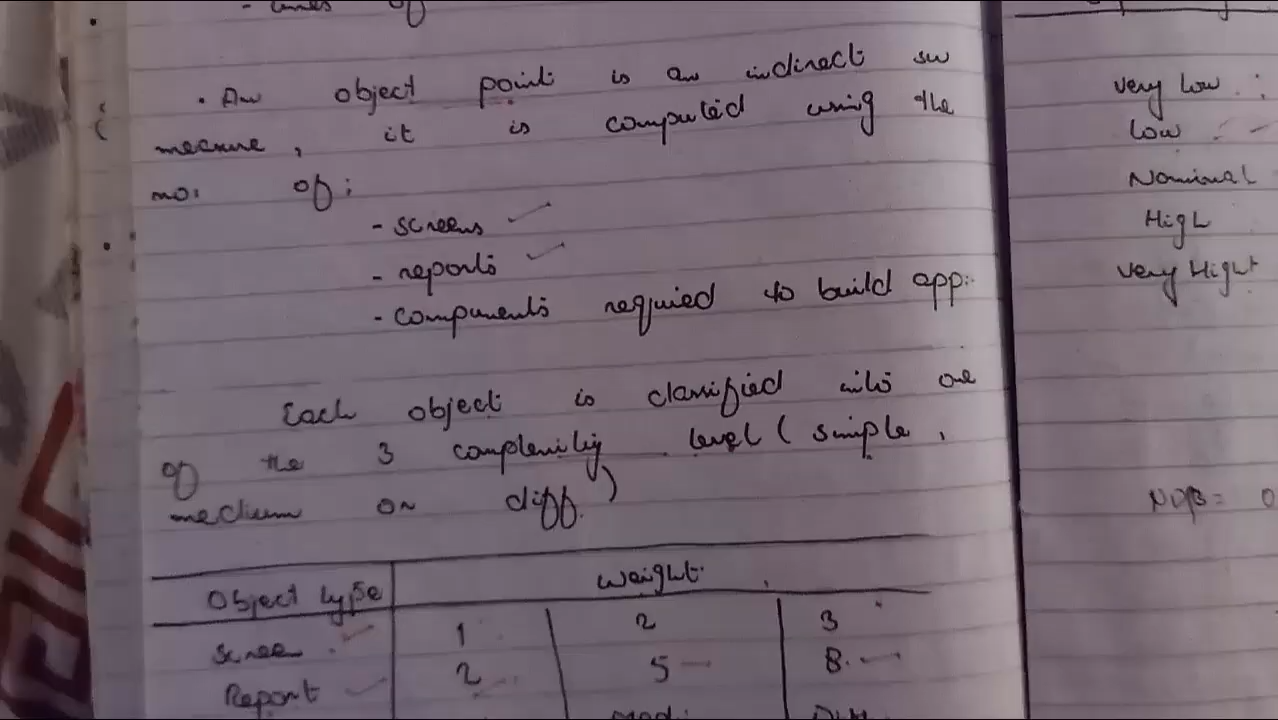 of
• An object point is an indirect sw
measure, it is computed using the
no: of:
- screens ✓
- reports ✓
- components required to build app:
Each object is classified into one
of the 3 complexity level (simple,
medium or diff.)
Object type Weight
Screen ✓ 1 2 3
Report ✓ 2 5 8.
very low :
low
Nominal
High
very Hight